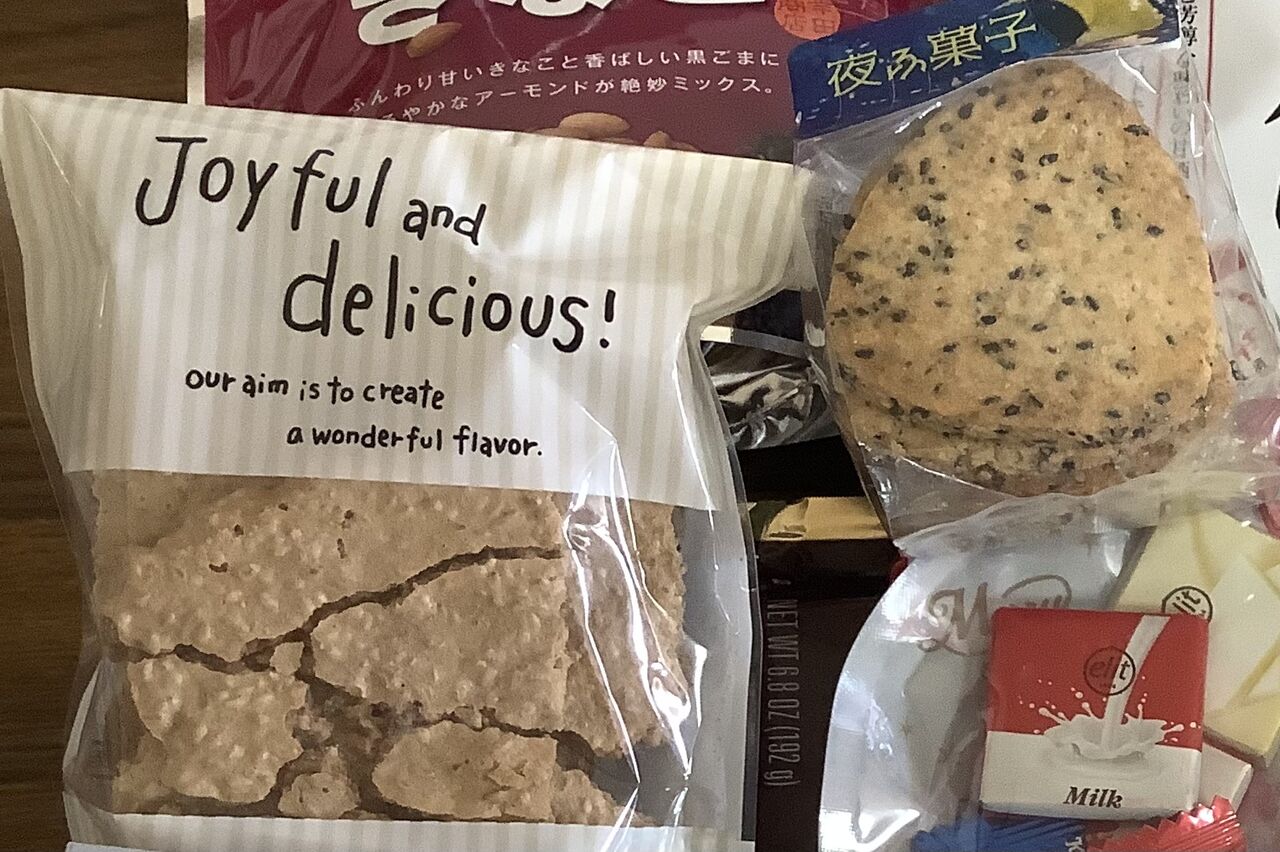 ふんわり甘いきなこと香ばしい黒ごまに
やかなアーモンドが絶妙ミックス。
夜ふ菓子
Joyful and
delicious!
our aim is to create
a wonderful flavor.
NET WT 6.8 OZ (192 g)
elit
elit
Milk